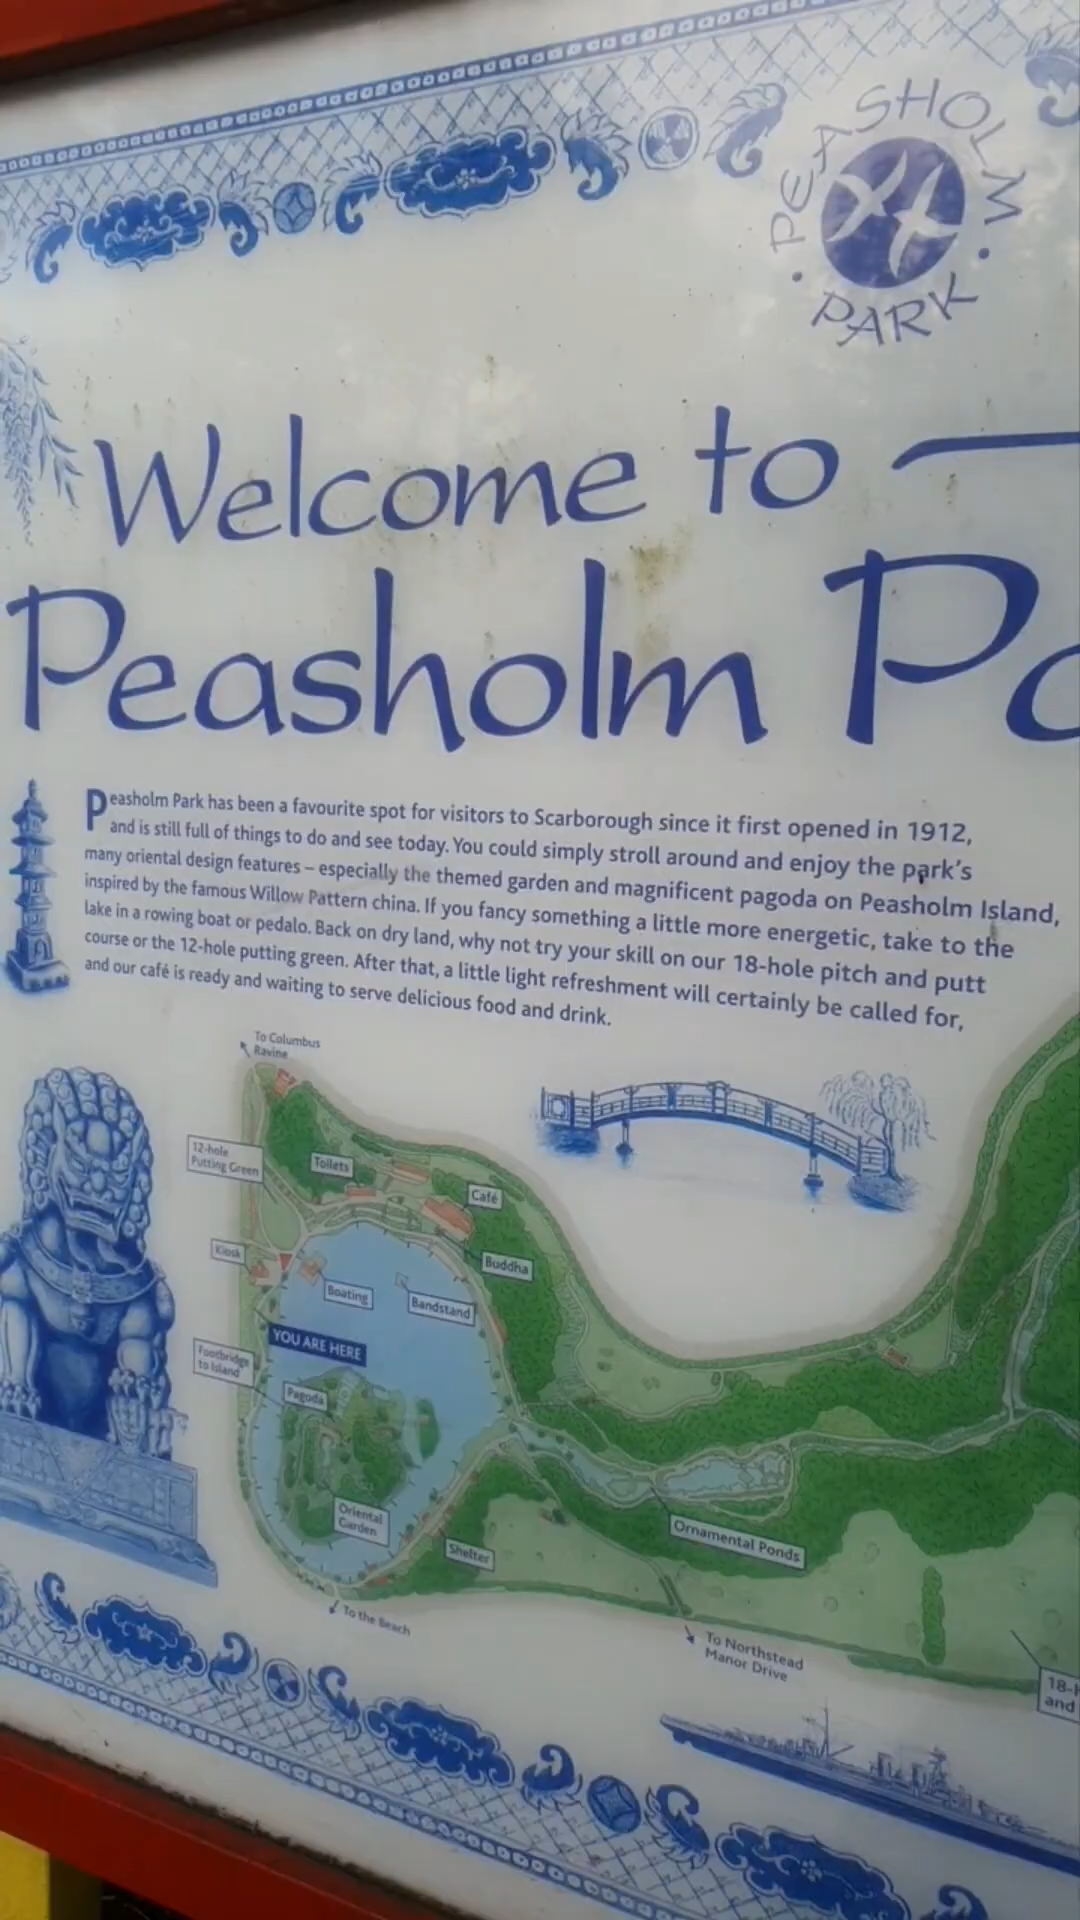 PEASHOLM
PARK
Welcome to
Peasholm Pa
Peasholm Park has been a favourite spot for visitors to Scarborough since it first opened in 1912,
and is still full of things to do and see today. You could simply stroll around and enjoy the park's
many oriental design features – especially the themed garden and magnificent pagoda on Peasholm Island,
inspired by the famous Willow Pattern china. If you fancy something a little more energetic, take to the
lake in a rowing boat or pedalo. Back on dry land, why not try your skill on our 18-hole pitch and putt
course or the 12-hole putting green. After that, a little light refreshment will certainly be called for,
and our café is ready and waiting to serve delicious food and drink.
To Columbus
Ravine
12-hole
Putting Green
Toilets
Café
Kiosk
Buddha
Boating
Bandstand
YOU ARE HERE
Footbridge
to Island
Pagoda
Oriental
Garden
Shelter
Ornamental Ponds
To the Beach
To Northstead
Manor Drive
18-h
and